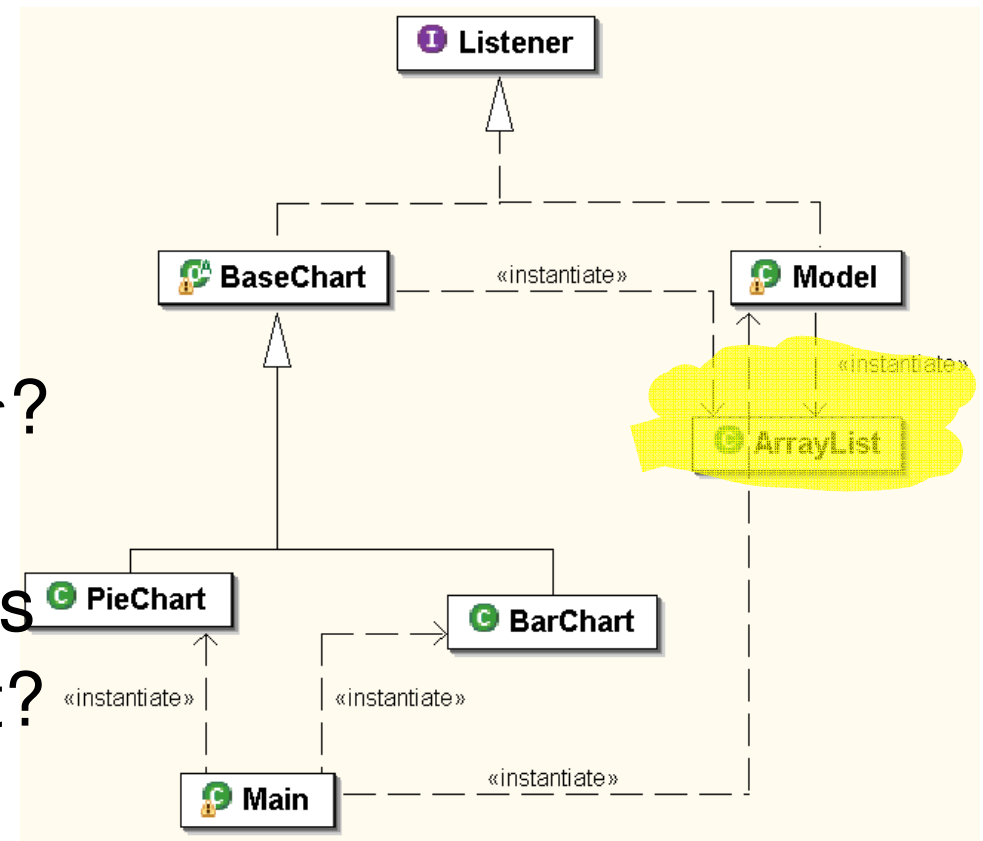 I Listener
C A BaseChart
«instantiate»
C Model
«instantiate»
?
C ArrayList
s
C PieChart
C BarChart
?
«instantiate»
«instantiate»
«instantiate»
C Main